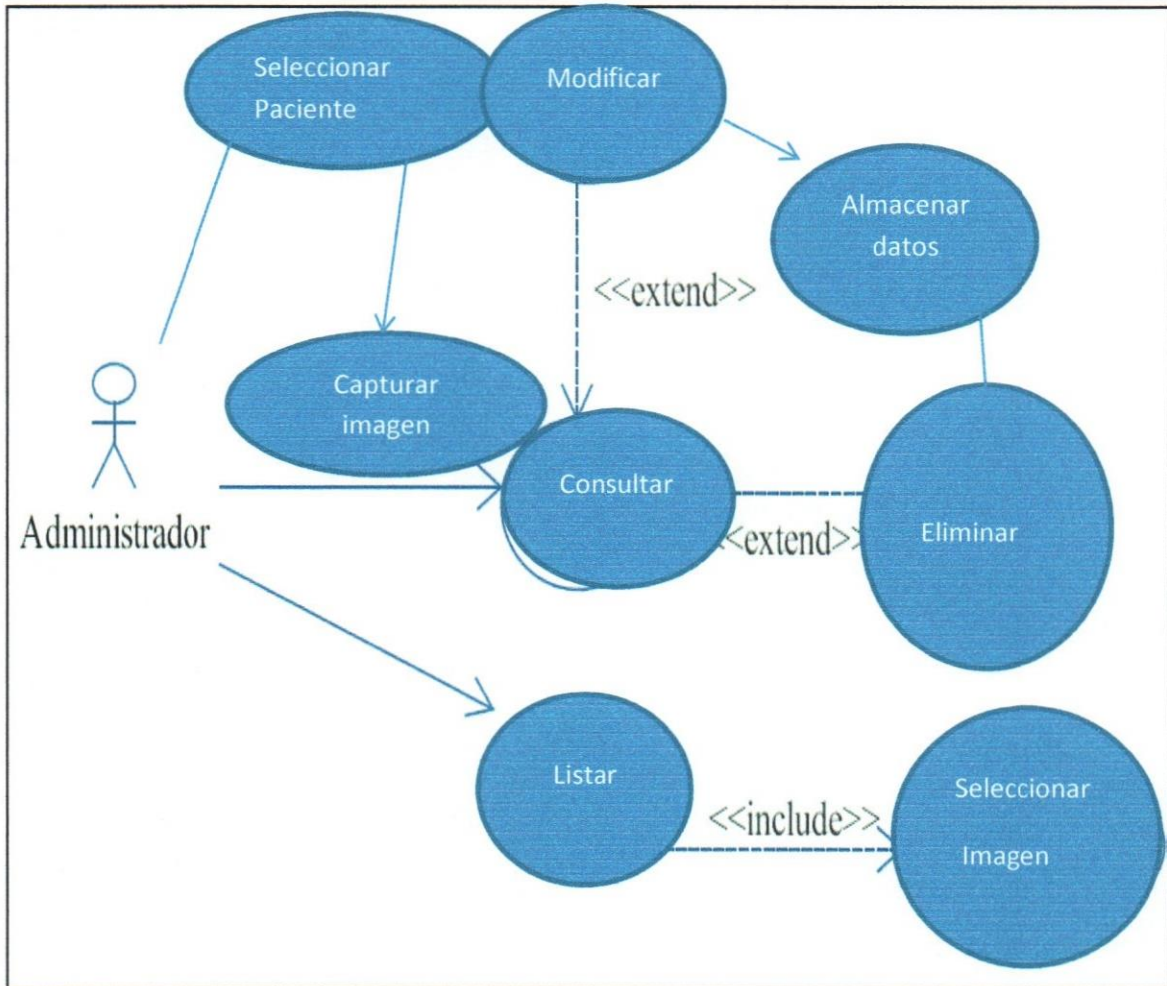 Seleccionar
Paciente
Modificar
Almacenar
datos
<<extend>>
Capturar
imagen
Consultar
<extend>>
Eliminar
Administrador
Listar
<<include>>
Seleccionar
Imagen